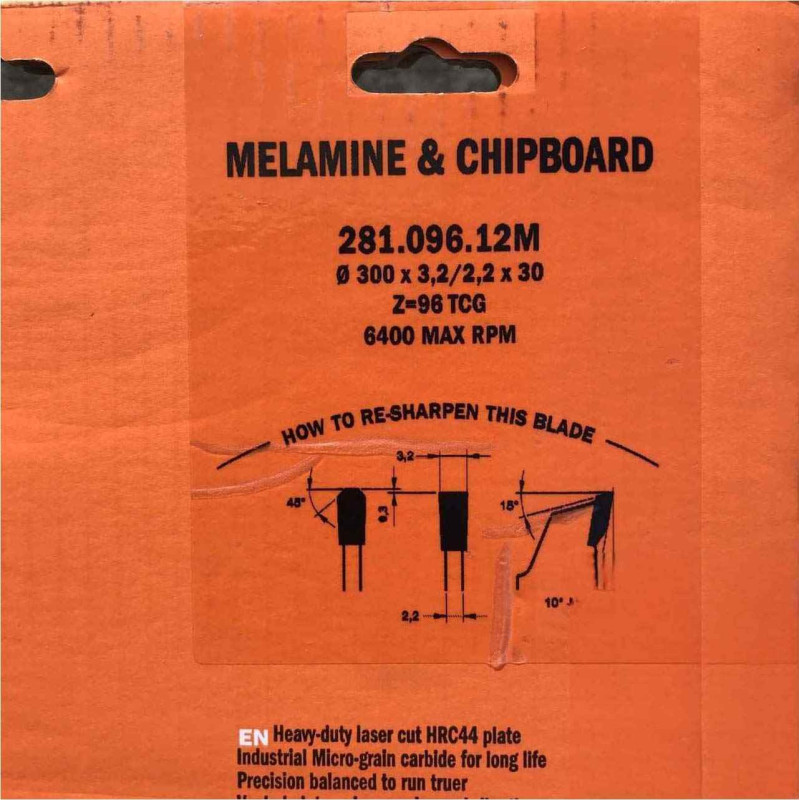 MELAMINE & CHIPBOARD
281.096.12M
Ø 300 x 3,2/2,2 x 30
Z=96 TCG
6400 MAX RPM
HOW TO RE-SHARPEN THIS BLADE
3,2
45°
0,3
15°
10°
2,2
EN Heavy-duty laser cut HRC44 plate
Industrial Micro-grain carbide for long life
Precision balanced to run truer